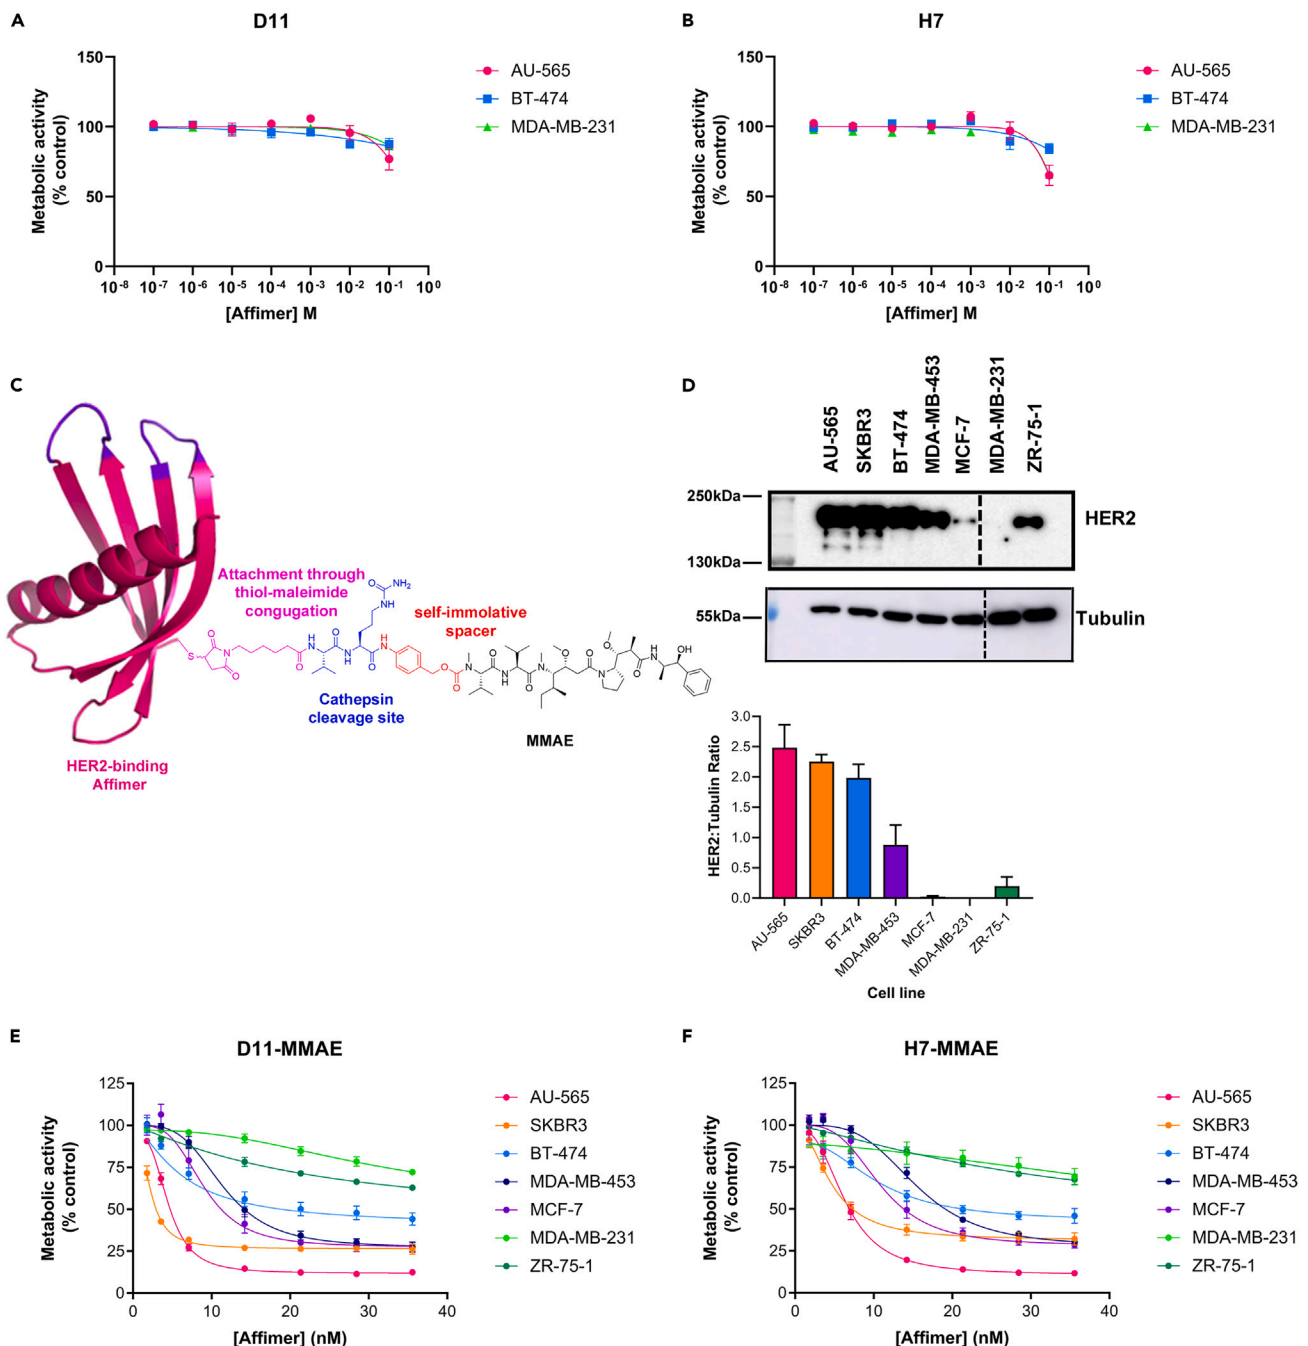 A
D11
150
100
50
0
Metabolic activity
(% control)
10-8 10-7 10-6 10-5 10-4 10-3 10-2 10-1 100
[Affimer] M
AU-565
BT-474
MDA-MB-231
B
H7
150
100
50
0
Metabolic activity
(% control)
10-8 10-7 10-6 10-5 10-4 10-3 10-2 10-1 100
[Affimer] M
AU-565
BT-474
MDA-MB-231
C
Attachment through
thiol-maleimide
congugation
self-immolative
spacer
Cathepsin
cleavage site
MMAE
HER2-binding
Affimer
S
O
O
N
O
H
N
O
N
H
O
NH
O
NH2
H
N
O
O
N
O
N
H
O
N
O
O
N
O
O
H
N
OH
D
AU-565
SKBR3
BT-474
MDA-MB-453
MCF-7
MDA-MB-231
ZR-75-1
250kDa
130kDa
HER2
55kDa
Tubulin
3.0
2.5
2.0
1.5
1.0
0.5
0.0
HER2:Tubulin Ratio
AU-565
SKBR3
BT-474
MDA-MB-453
MCF-7
MDA-MB-231
ZR-75-1
Cell line
E
D11-MMAE
125
100
75
50
25
0
Metabolic activity
(% control)
0 10 20 30 40
[Affimer] (nM)
AU-565
SKBR3
BT-474
MDA-MB-453
MCF-7
MDA-MB-231
ZR-75-1
F
H7-MMAE
125
100
75
50
25
0
Metabolic activity
(% control)
0 10 20 30 40
[Affimer] (nM)
AU-565
SKBR3
BT-474
MDA-MB-453
MCF-7
MDA-MB-231
ZR-75-1